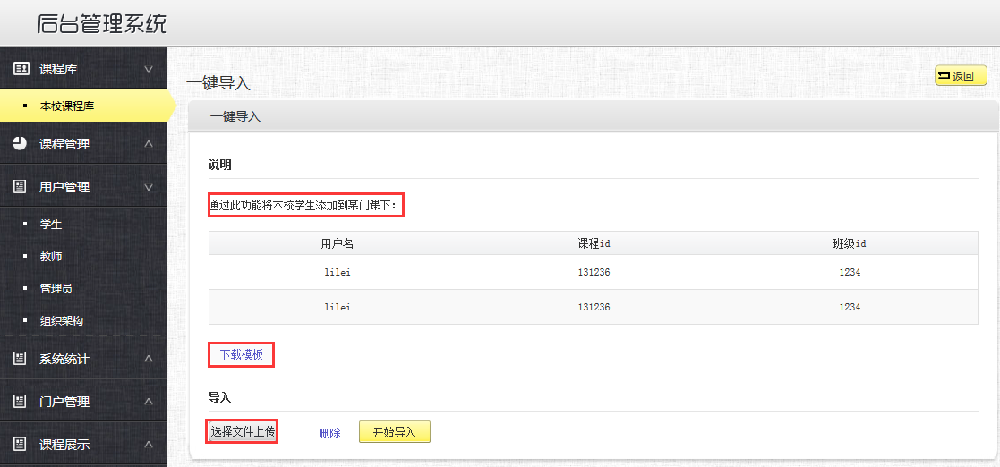 后台管理系统
课程库
本校课程库
课程管理
用户管理
学生
教师
管理员
组织架构
系统统计
门户管理
课程展示
一键导入
返回
一键导入
说明
通过此功能将本校学生添加到某门课下：
用户名 课程id 班级id
lilei 131236 1234
lilei 131236 1234
下载模板
导入
选择文件上传 删除 开始导入